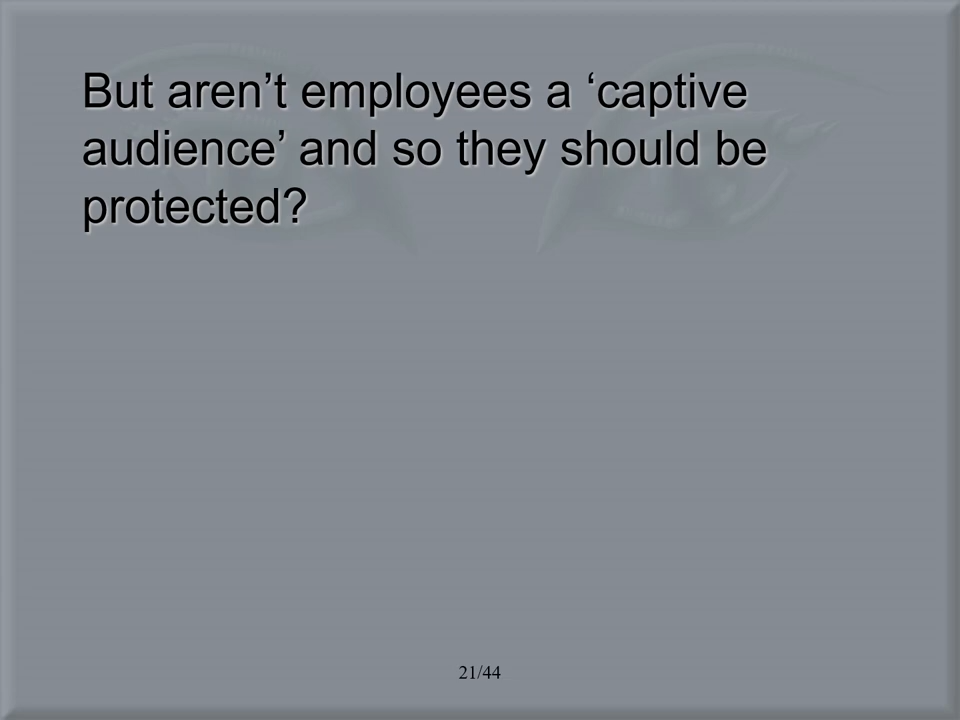 But aren’t employees a ‘captive
audience’ and so they should be
protected?
21/44